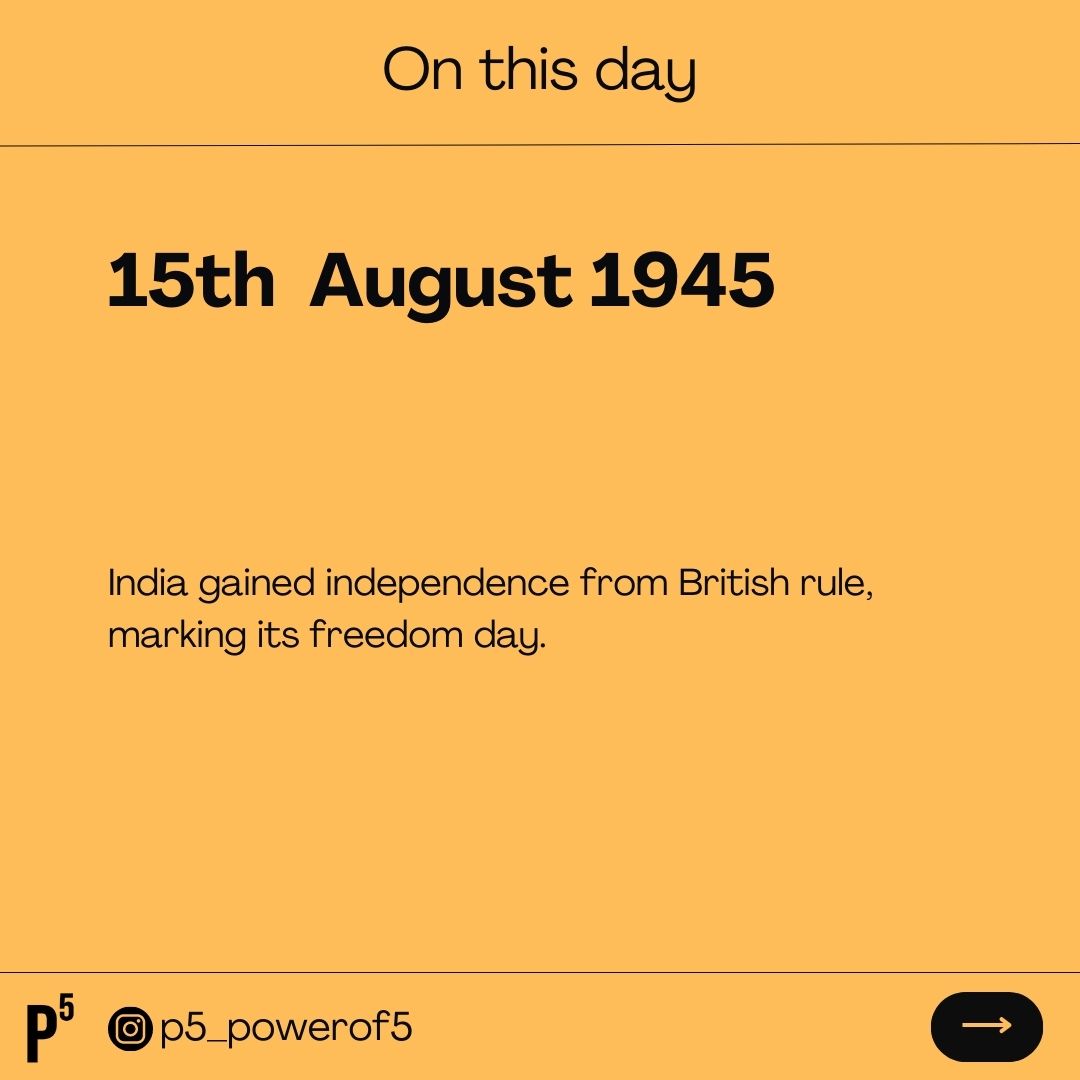 On this day
15th August 1945
India gained independence from British rule,
marking its freedom day.
P5
p5_powerof5